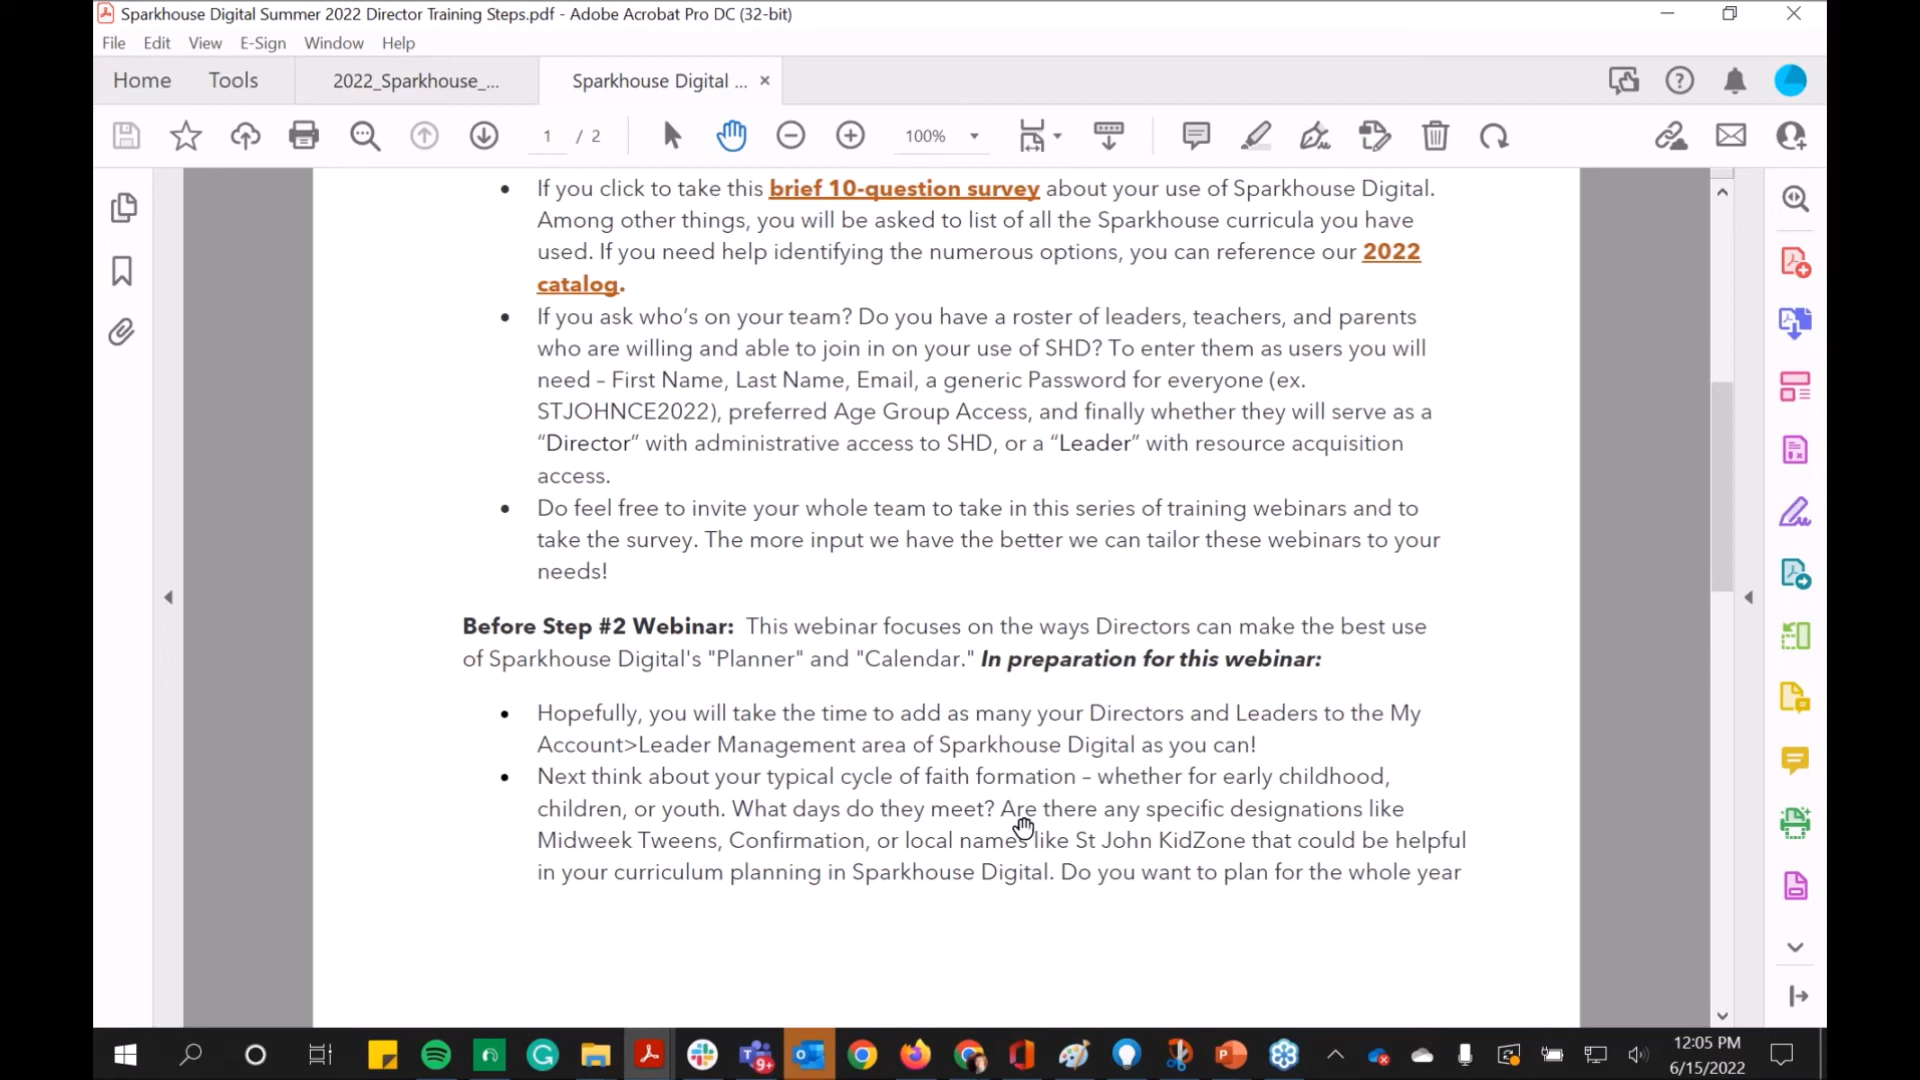 Sparkhouse Digital Summer 2022 Director Training Steps.pdf - Adobe Acrobat Pro DC (32-bit)
File Edit View E-Sign Window Help
Home Tools 2022_Sparkhouse_... Sparkhouse Digital ... ×
1 / 2 100%
• If you click to take this brief 10-question survey about your use of Sparkhouse Digital.
Among other things, you will be asked to list of all the Sparkhouse curricula you have
used. If you need help identifying the numerous options, you can reference our 2022
catalog.
• If you ask who’s on your team? Do you have a roster of leaders, teachers, and parents
who are willing and able to join in on your use of SHD? To enter them as users you will
need – First Name, Last Name, Email, a generic Password for everyone (ex.
STJOHNCE2022), preferred Age Group Access, and finally whether they will serve as a
“Director” with administrative access to SHD, or a “Leader” with resource acquisition
access.
• Do feel free to invite your whole team to take in this series of training webinars and to
take the survey. The more input we have the better we can tailor these webinars to your
needs!
Before Step #2 Webinar: This webinar focuses on the ways Directors can make the best use
of Sparkhouse Digital's "Planner" and "Calendar." In preparation for this webinar:
• Hopefully, you will take the time to add as many your Directors and Leaders to the My
Account>Leader Management area of Sparkhouse Digital as you can!
• Next think about your typical cycle of faith formation – whether for early childhood,
children, or youth. What days do they meet? Are there any specific designations like
Midweek Tweens, Confirmation, or local names like St John KidZone that could be helpful
in your curriculum planning in Sparkhouse Digital. Do you want to plan for the whole year
9+
12:05 PM
6/15/2022